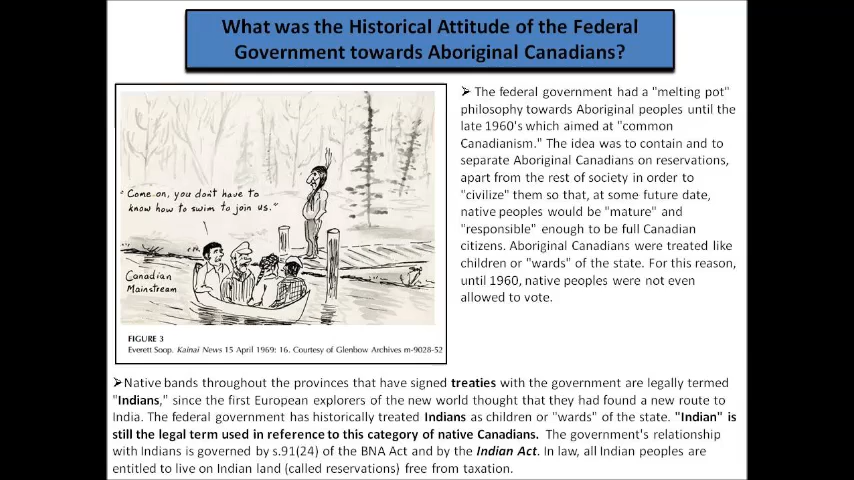 What was the Historical Attitude of the Federal
Government towards Aboriginal Canadians?
"Come on, you don't have to
know how to swim to join us."
Canadian
Mainstream
FIGURE 3
Everett Soop. Kainai News 15 April 1969: 16. Courtesy of Glenbow Archives m-9028-52
➢ The federal government had a "melting pot"
philosophy towards Aboriginal peoples until the
late 1960's which aimed at "common
Canadianism." The idea was to contain and to
separate Aboriginal Canadians on reservations,
apart from the rest of society in order to
"civilize" them so that, at some future date,
native peoples would be "mature" and
"responsible" enough to be full Canadian
citizens. Aboriginal Canadians were treated like
children or "wards" of the state. For this reason,
until 1960, native peoples were not even
allowed to vote.
➢Native bands throughout the provinces that have signed treaties with the government are legally termed
"Indians," since the first European explorers of the new world thought that they had found a new route to
India. The federal government has historically treated Indians as children or "wards" of the state. "Indian" is
still the legal term used in reference to this category of native Canadians. The government's relationship
with Indians is governed by s.91(24) of the BNA Act and by the Indian Act. In law, all Indian peoples are
entitled to live on Indian land (called reservations) free from taxation.